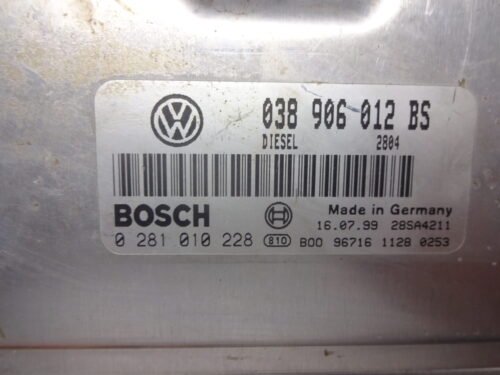 038 906 012 BS
DIESEL 2804
BOSCH
Made in Germany
16.07.99 28SA4211
0 281 010 228 B10 B00 96716 1128 0253